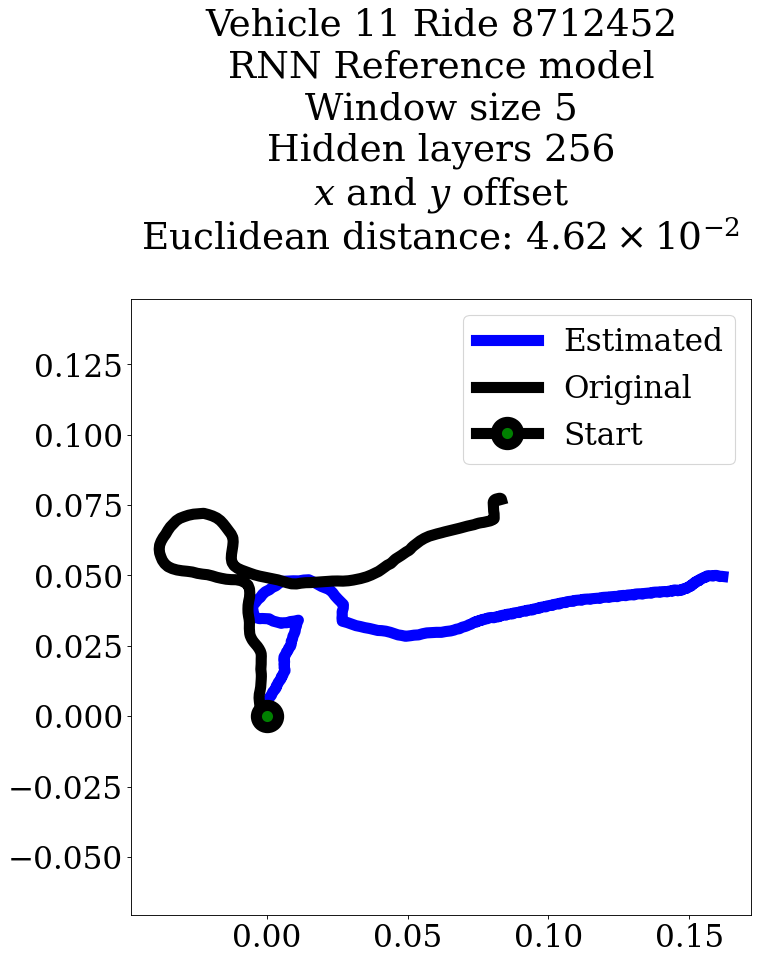 Vehicle 11 Ride 8712452
RNN Reference model
Window size 5
Hidden layers 256
x and y offset
Euclidean distance: 4.62 × 10⁻²
Estimated
Original
Start
0.125
0.100
0.075
0.050
0.025
0.000
−0.025
−0.050
0.00 0.05 0.10 0.15